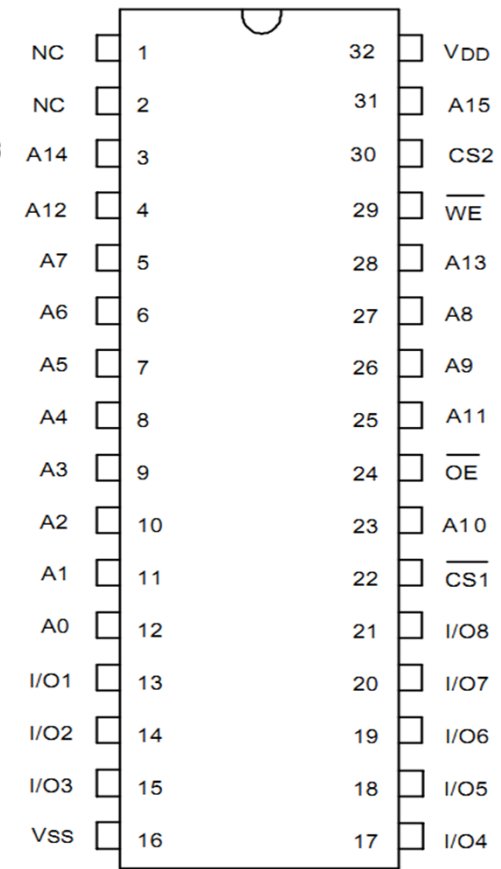 NC 1 32 VDD
NC 2 31 A15
A14 3 30 CS2
A12 4 29 W̅E̅
A7 5 28 A13
A6 6 27 A8
A5 7 26 A9
A4 8 25 A11
A3 9 24 O̅E̅
A2 10 23 A10
A1 11 22 C̅S̅1̅
A0 12 21 I/O8
I/O1 13 20 I/O7
I/O2 14 19 I/O6
I/O3 15 18 I/O5
VSS 16 17 I/O4